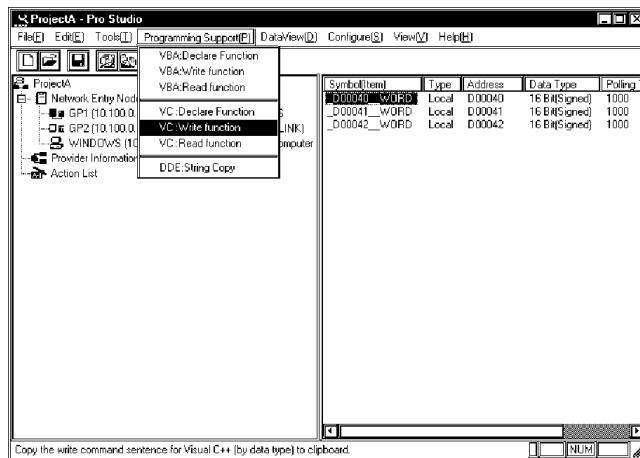 ProjectA - Pro Studio
File(F) Edit(E) Tools(T) Programming Support(P) DataView(D) Configure(S) View(V) Help(H)
VBA:Declare Function
VBA:Write function
VBA:Read function
VC :Declare Function
VC :Write function
VC :Read function
DDE:String Copy
ProjectA
Network Entry Node
GP1 (10.100.0. S
GP2 (10.100.0. LINK)
WINDOWS (10 mputer
Provider Information
Action List
Symbol(Item) Type Address Data Type Polling T
_D00040__WORD Local D00040 16 Bit(Signed) 1000
_D00041__WORD Local D00041 16 Bit(Signed) 1000
_D00042__WORD Local D00042 16 Bit(Signed) 1000
Copy the write command sentence for Visual C++ (by data type) to clipboard. NUM